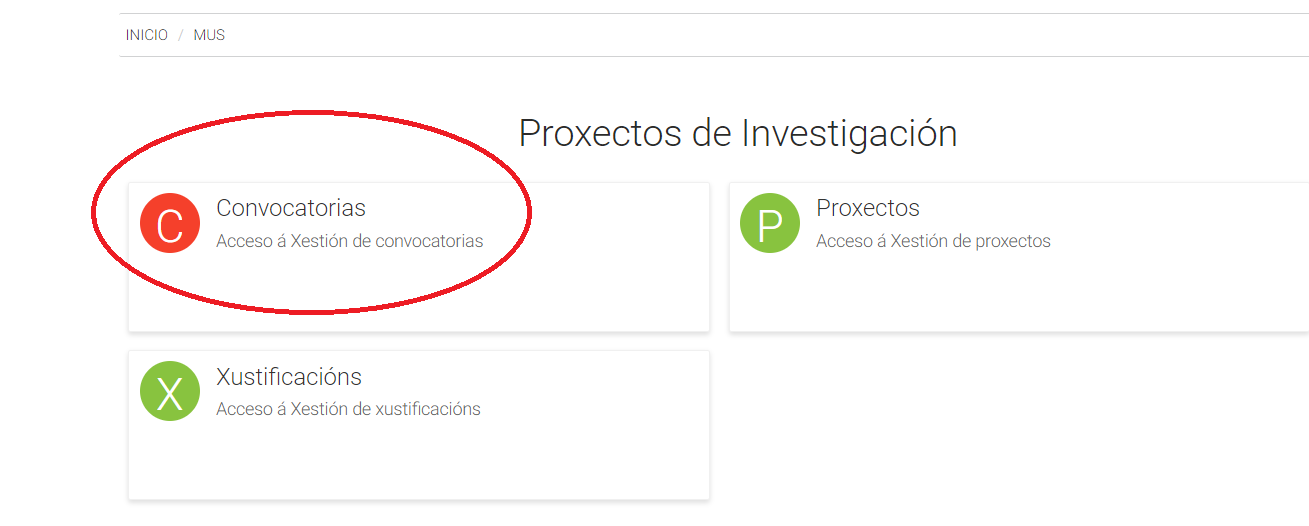 INICIO / MUS
Proxectos de Investigación
C
Convocatorias
Acceso á Xestión de convocatorias
P
Proxectos
Acceso á Xestión de proxectos
X
Xustificacións
Acceso á Xestión de xustificacións